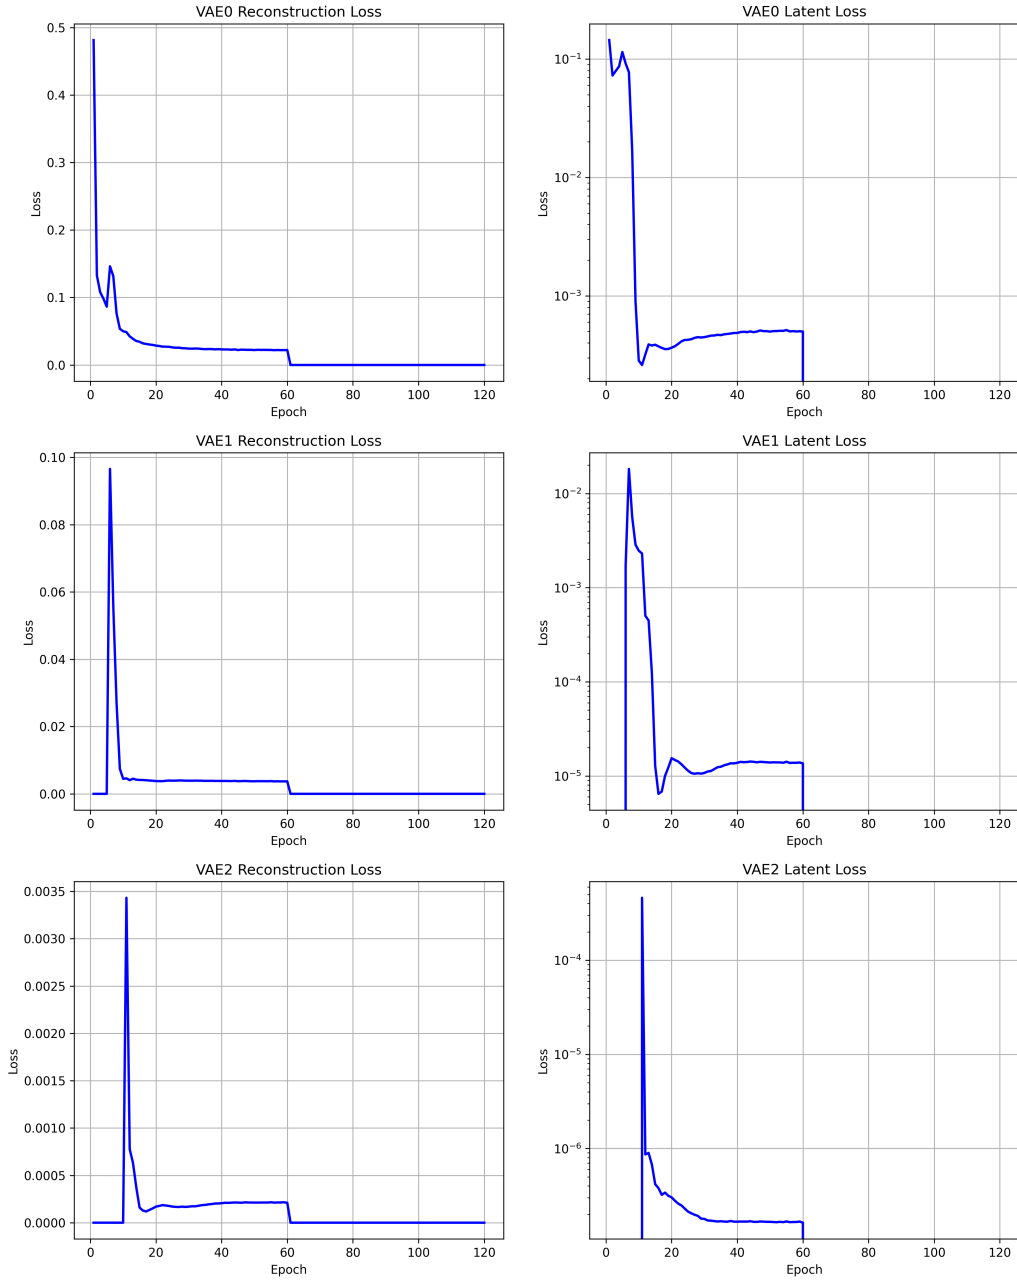 VAE0 Reconstruction Loss
0.5
0.4
0.3
0.2
0.1
0.0
Loss
0 20 40 60 80 100 120
Epoch
VAE0 Latent Loss
10⁻¹
10⁻²
10⁻³
Loss
0 20 40 60 80 100 120
Epoch
VAE1 Reconstruction Loss
0.10
0.08
0.06
0.04
0.02
0.00
Loss
0 20 40 60 80 100 120
Epoch
VAE1 Latent Loss
10⁻²
10⁻³
10⁻⁴
10⁻⁵
Loss
0 20 40 60 80 100 120
Epoch
VAE2 Reconstruction Loss
0.0035
0.0030
0.0025
0.0020
0.0015
0.0010
0.0005
0.0000
Loss
0 20 40 60 80 100 120
Epoch
VAE2 Latent Loss
10⁻⁴
10⁻⁵
10⁻⁶
Loss
0 20 40 60 80 100 120
Epoch